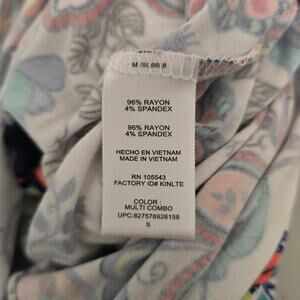 96% RAYON
4% SPANDEX
96% RAYON
4% SPANDEX
HECHO EN VIETNAM
MADE IN VIETNAM
RN 105543
FACTORY ID# KINLTE
COLOR :
MULTI COMBO
UPC:827576926158
S